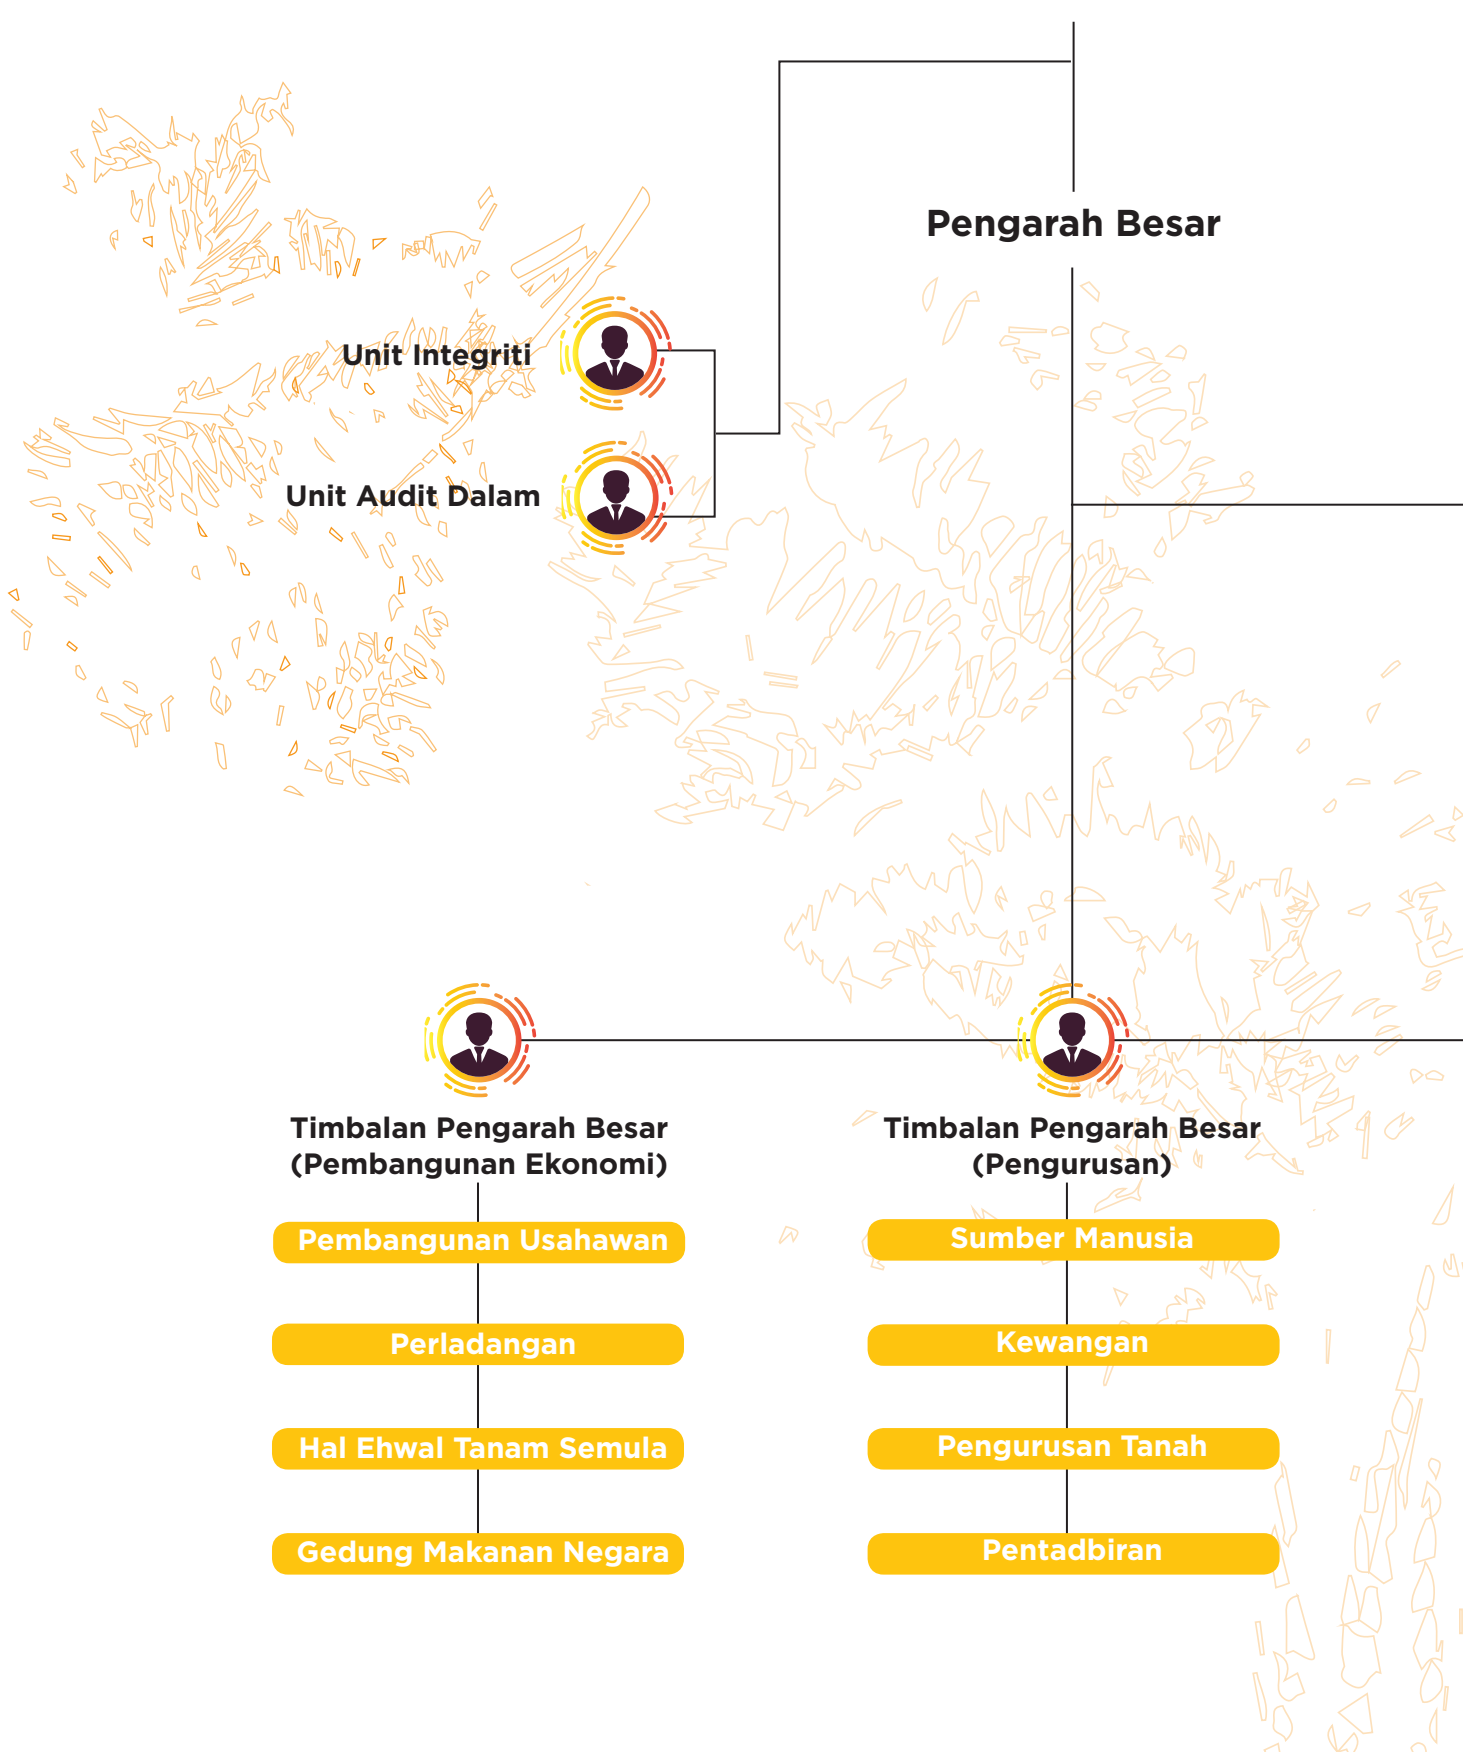 Pengarah Besar
Unit Integriti
Unit Audit Dalam
Timbalan Pengarah Besar
(Pembangunan Ekonomi)
Pembangunan Usahawan
Perladangan
Hal Ehwal Tanam Semula
Gedung Makanan Negara
Timbalan Pengarah Besar
(Pengurusan)
Sumber Manusia
Kewangan
Pengurusan Tanah
Pentadbiran